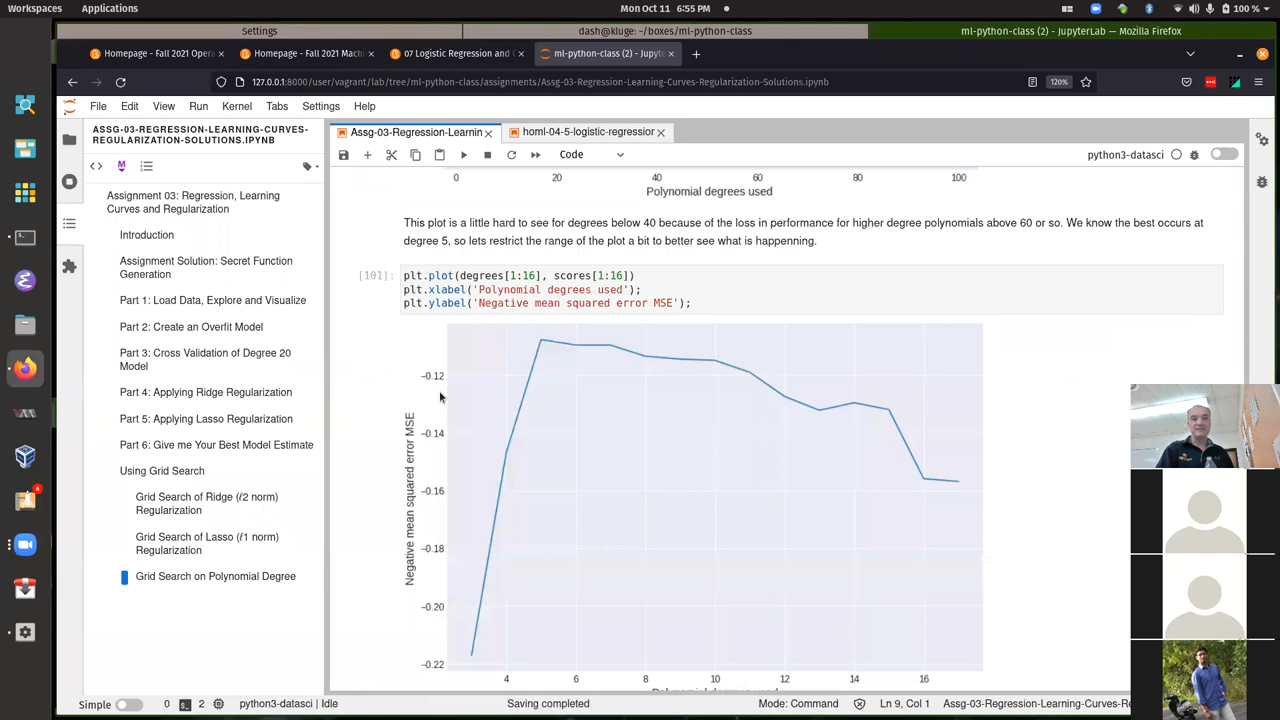 Workspaces Applications Mon Oct 11 6:55 PM 100 %
Settings dash@kluge: ~/boxes/ml-python-class ml-python-class (2) - JupyterLab — Mozilla Firefox
Homepage - Fall 2021 Opera Homepage - Fall 2021 Machi 07 Logistic Regression and C ml-python-class (2) - Jupyte
127.0.0.1:8000/user/vagrant/lab/tree/ml-python-class/assignments/Assg-03-Regression-Learning-Curves-Regularization-Solutions.ipynb 120%
File Edit View Run Kernel Tabs Settings Help
ASSG-03-REGRESSION-LEARNING-CURVES-
REGULARIZATION-SOLUTIONS.IPYNB
Assignment 03: Regression, Learning
Curves and Regularization
Introduction
Assignment Solution: Secret Function
Generation
Part 1: Load Data, Explore and Visualize
Part 2: Create an Overfit Model
Part 3: Cross Validation of Degree 20
Model
Part 4: Applying Ridge Regularization
Part 5: Applying Lasso Regularization
Part 6: Give me Your Best Model Estimate
Using Grid Search
Grid Search of Ridge (ℓ2 norm)
Regularization
Grid Search of Lasso (ℓ1 norm)
Regularization
Grid Search on Polynomial Degree
Assg-03-Regression-Learnin homl-04-5-logistic-regression
Code python3-datasci
0 20 40 60 80 100
Polynomial degrees used
This plot is a little hard to see for degrees below 40 because of the loss in performance for higher degree polynomials above 60 or so. We know the best occurs at
degree 5, so lets restrict the range of the plot a bit to better see what is happenning.
[101] plt.plot(degrees[1:16], scores[1:16])
plt.xlabel('Polynomial degrees used');
plt.ylabel('Negative mean squared error MSE');
−0.12
−0.14
−0.16
−0.18
−0.20
−0.22
Negative mean squared error MSE
4 6 8 10 12 14 16
Polynomial degrees used
Simple 0 2 python3-datasci | Idle Saving completed Mode: Command Ln 9, Col 1 Assg-03-Regression-Learning-Curves-Re